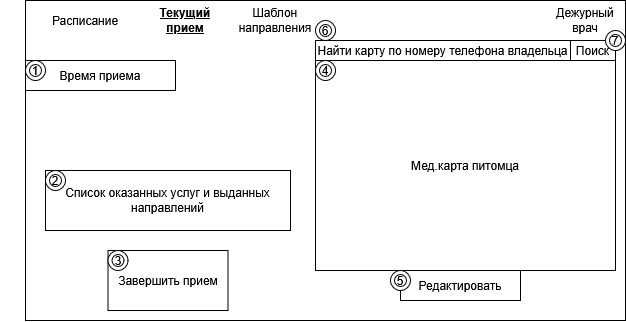 Расписание
Текущий
прием
Шаблон
направления
Дежурный
врач
6
7
Найти карту по номеру телефона владельца
Поиск
1
Время приема
4
Мед.карта питомца
2
Список оказанных услуг и выданных
направлений
3
Завершить прием
5
Редактировать